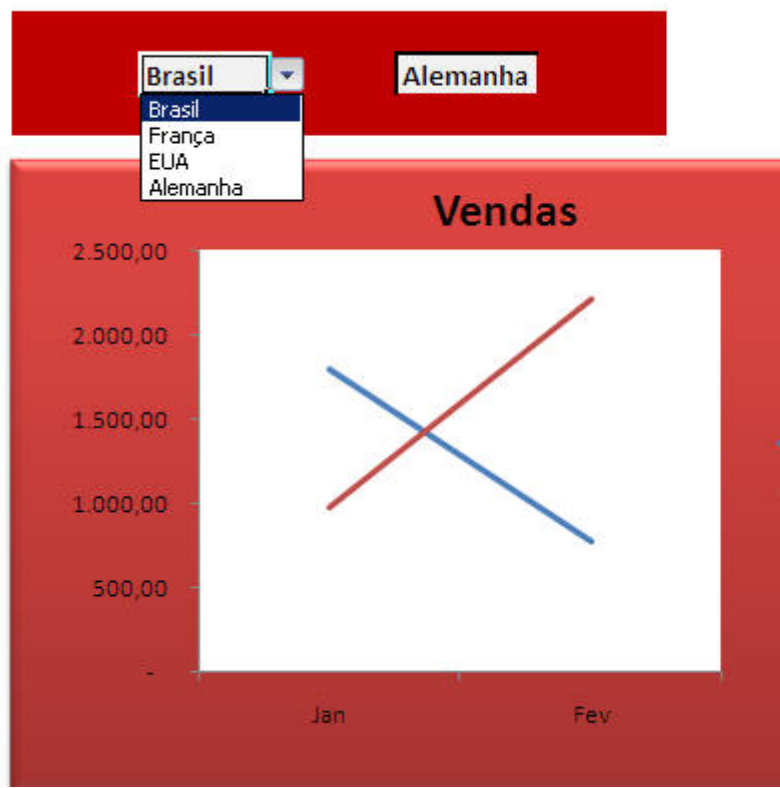 Brasil Alemanha
Brasil
França
EUA
Alemanha
Vendas
2.500,00
2.000,00
1.500,00
1.000,00
500,00
-
Jan Fev